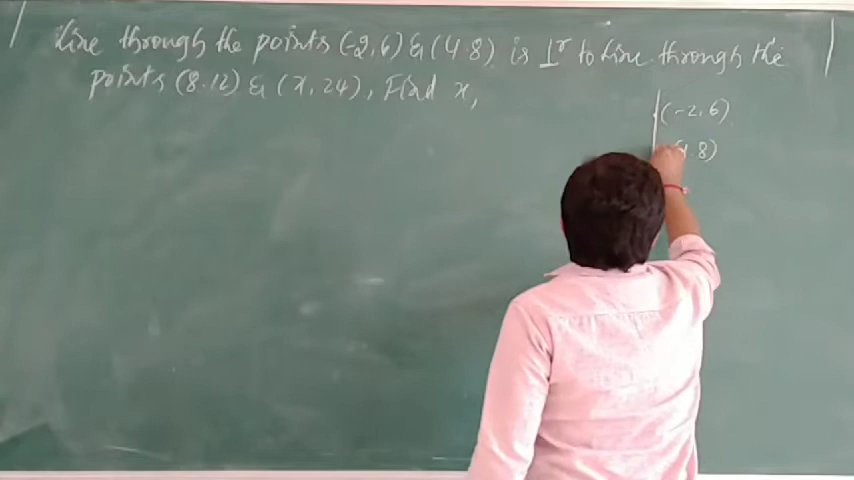 Line through the points (-2,6) & (4.8) is ⊥r to line through the
points (8.12) & (x,24), Find x,
(-2,6)
8)